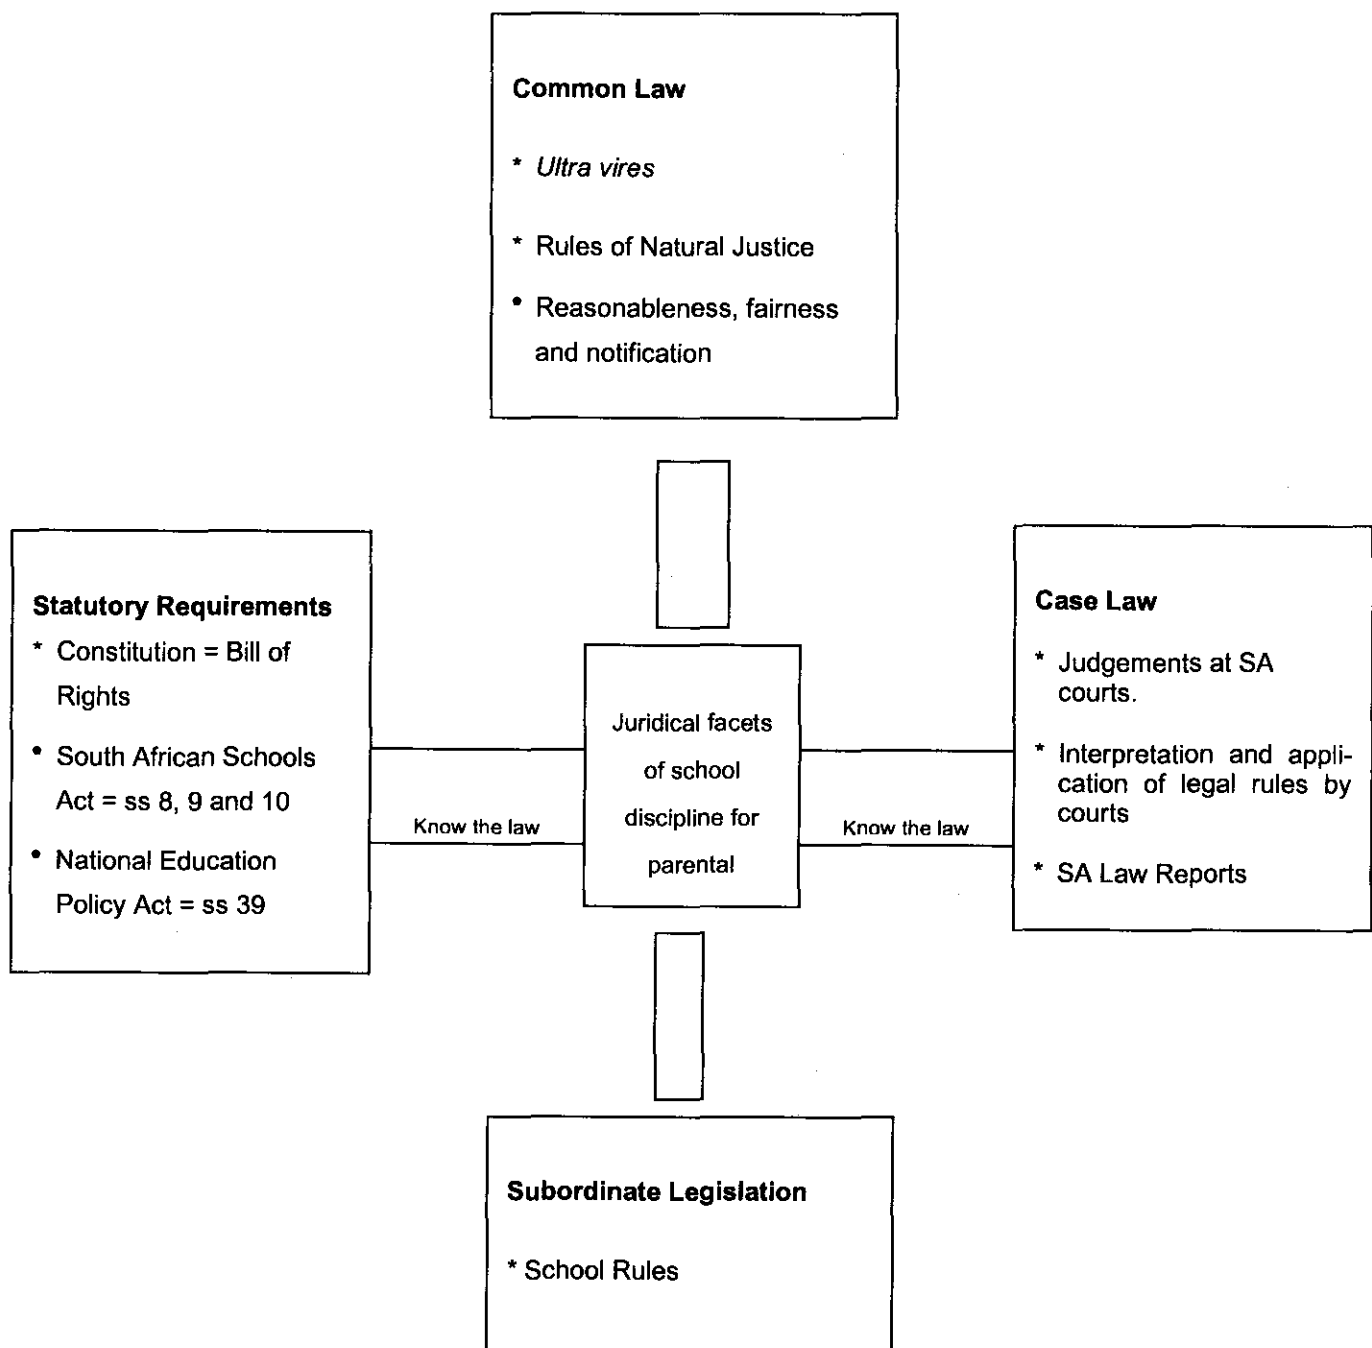 Common Law
* Ultra vires
* Rules of Natural Justice
• Reasonableness, fairness
and notification
Statutory Requirements
* Constitution = Bill of
Rights
• South African Schools
Act = ss 8, 9 and 10
• National Education
Policy Act = ss 39
Know the law
Juridical facets
of school
discipline for
parental
Know the law
Case Law
* Judgements at SA
courts.
* Interpretation and appli-
cation of legal rules by
courts
* SA Law Reports
Subordinate Legislation
* School Rules